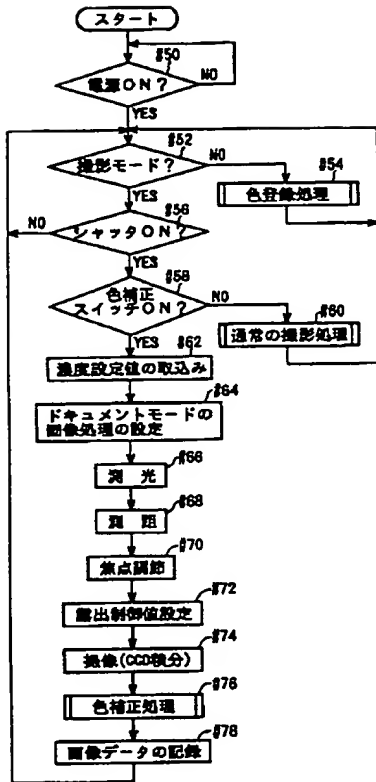 スタート
#50
電源ON?
NO
YES
#52
撮影モード?
NO
#54
色登録処理
YES
#56
NO
シャッタON?
YES
#58
色補正
スイッチON?
NO
#60
通常の撮影処理
YES
#62
濃度設定値の取込み
#64
ドキュメントモードの
画像処理の設定
#66
測 光
#68
測 距
#70
焦点調節
#72
露出制御値設定
#74
撮像(CCD積分)
#76
色補正処理
#78
画像データの記録